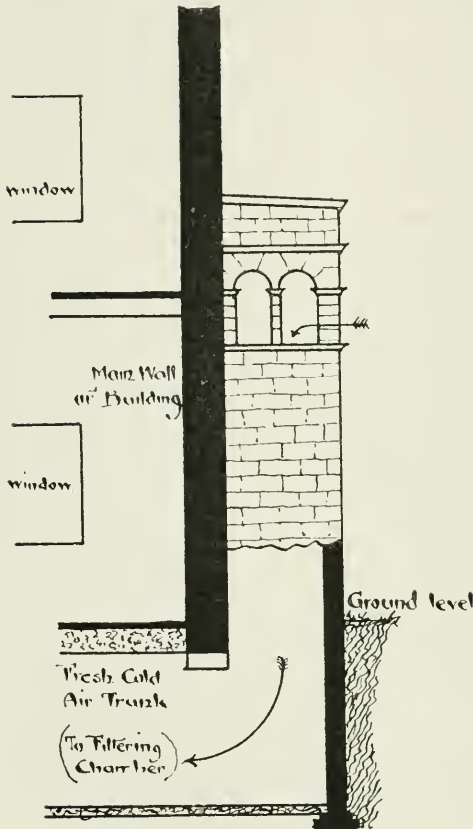 window
Main Wall
of Building
window
Ground level
Fresh Cold
Air Trunk
(To Filtering
Chamber)